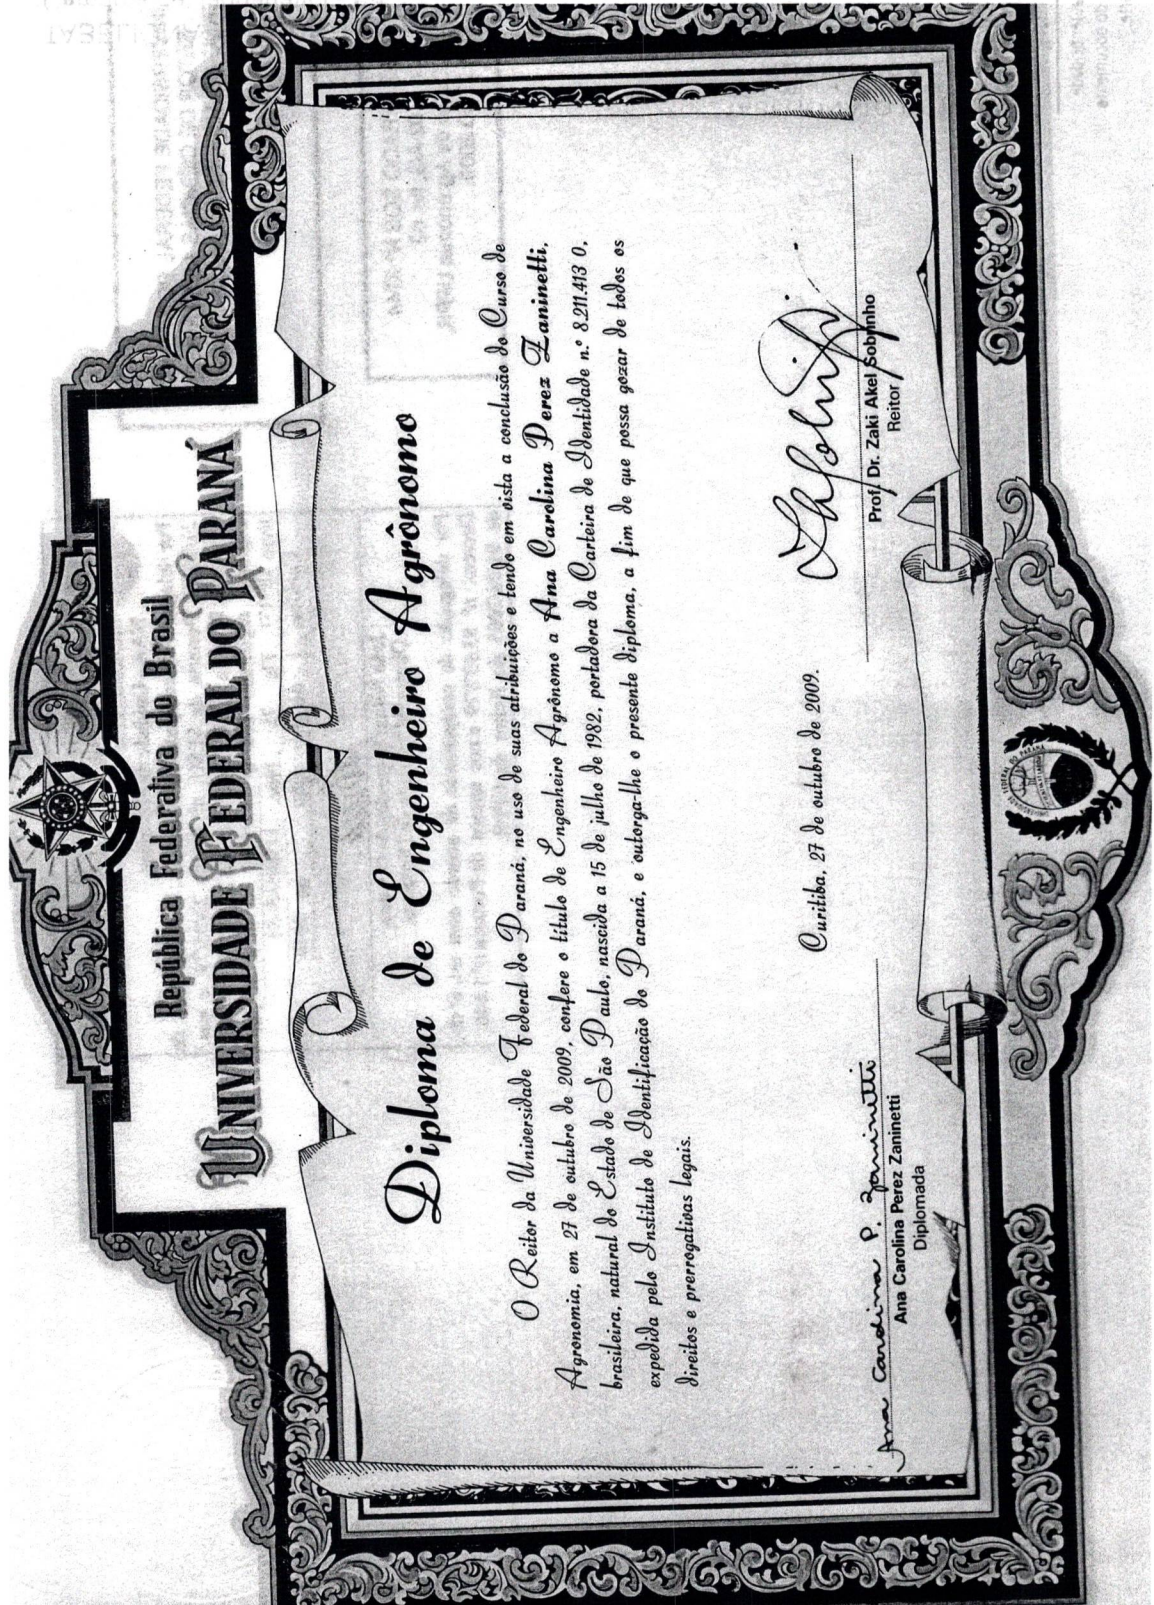 República Federativa do Brasil
UNIVERSIDADE FEDERAL DO PARANÁ
Diploma de Engenheiro Agrônomo
O Reitor da Universidade Federal do Paraná, no uso de suas atribuições e tendo em vista a conclusão do Curso de
Agronomia, em 27 de outubro de 2009, confere o título de Engenheiro Agrônomo a Ana Carolina Perez Zaninetti,
brasileira, natural do Estado de São Paulo, nascida a 15 de julho de 1982, portadora da Carteira de Identidade n.º 8.211.413 0,
expedida pelo Instituto de Identificação do Paraná, e outorga-lhe o presente diploma, a fim de que possa gozar de todos os
direitos e prerrogativas legais.
Curitiba, 27 de outubro de 2009.
Ana Carolina P. Zaninetti
Ana Carolina Perez Zaninetti
Diplomada
Prof. Dr. Zaki Akel Sobrinho
Reitor